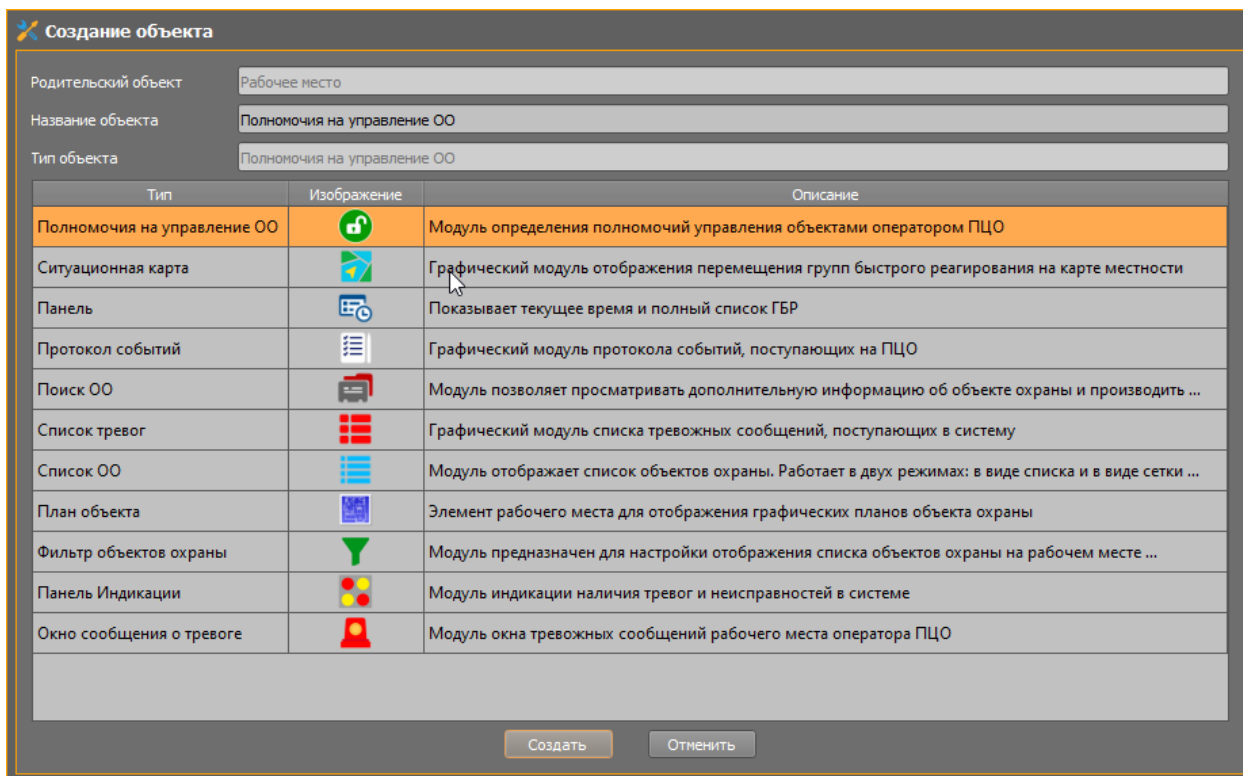 Создание объекта
Родительский объект Рабочее место
Название объекта Полномочия на управление ОО
Тип объекта Полномочия на управление ОО
Тип Изображение Описание
Полномочия на управление ОО Модуль определения полномочий управления объектами оператором ПЦО
Ситуационная карта Графический модуль отображения перемещения групп быстрого реагирования на карте местности
Панель Показывает текущее время и полный список ГБР
Протокол событий Графический модуль протокола событий, поступающих на ПЦО
Поиск ОО Модуль позволяет просматривать дополнительную информацию об объекте охраны и производить ...
Список тревог Графический модуль списка тревожных сообщений, поступающих в систему
Список ОО Модуль отображает список объектов охраны. Работает в двух режимах: в виде списка и в виде сетки ...
План объекта Элемент рабочего места для отображения графических планов объекта охраны
Фильтр объектов охраны Модуль предназначен для настройки отображения списка объектов охраны на рабочем месте ...
Панель Индикации Модуль индикации наличия тревог и неисправностей в системе
Окно сообщения о тревоге Модуль окна тревожных сообщений рабочего места оператора ПЦО
Создать Отменить